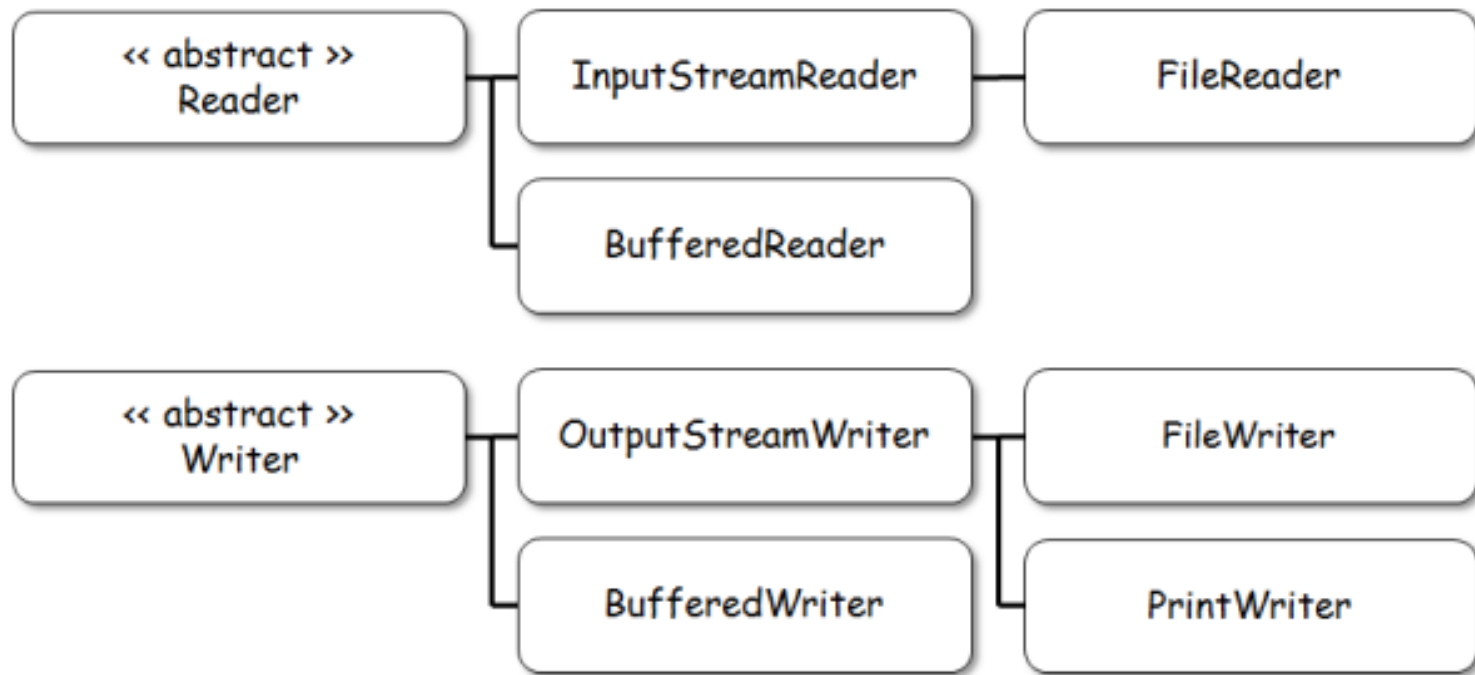 << abstract >>
Reader
InputStreamReader
FileReader
BufferedReader
<< abstract >>
Writer
OutputStreamWriter
FileWriter
BufferedWriter
PrintWriter